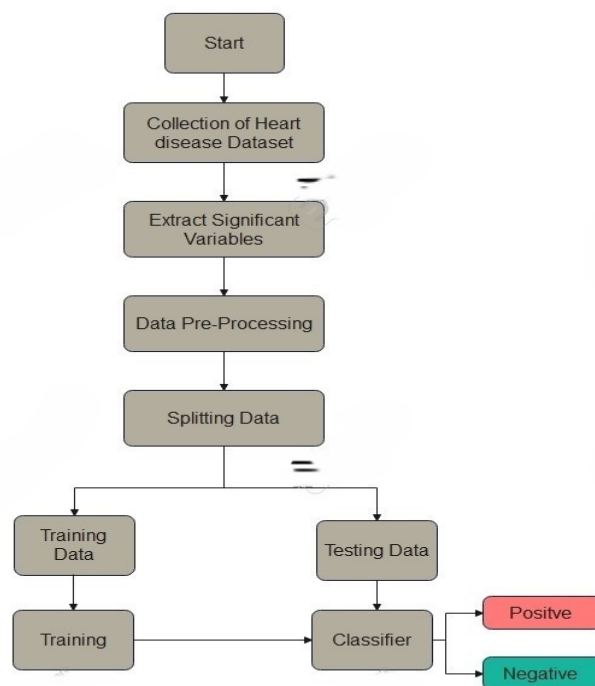 Start
Collection of Heart
disease Dataset
Extract Significant
Variables
Data Pre-Processing
Splitting Data
Training
Data
Testing Data
Training
Classifier
Positve
Negative